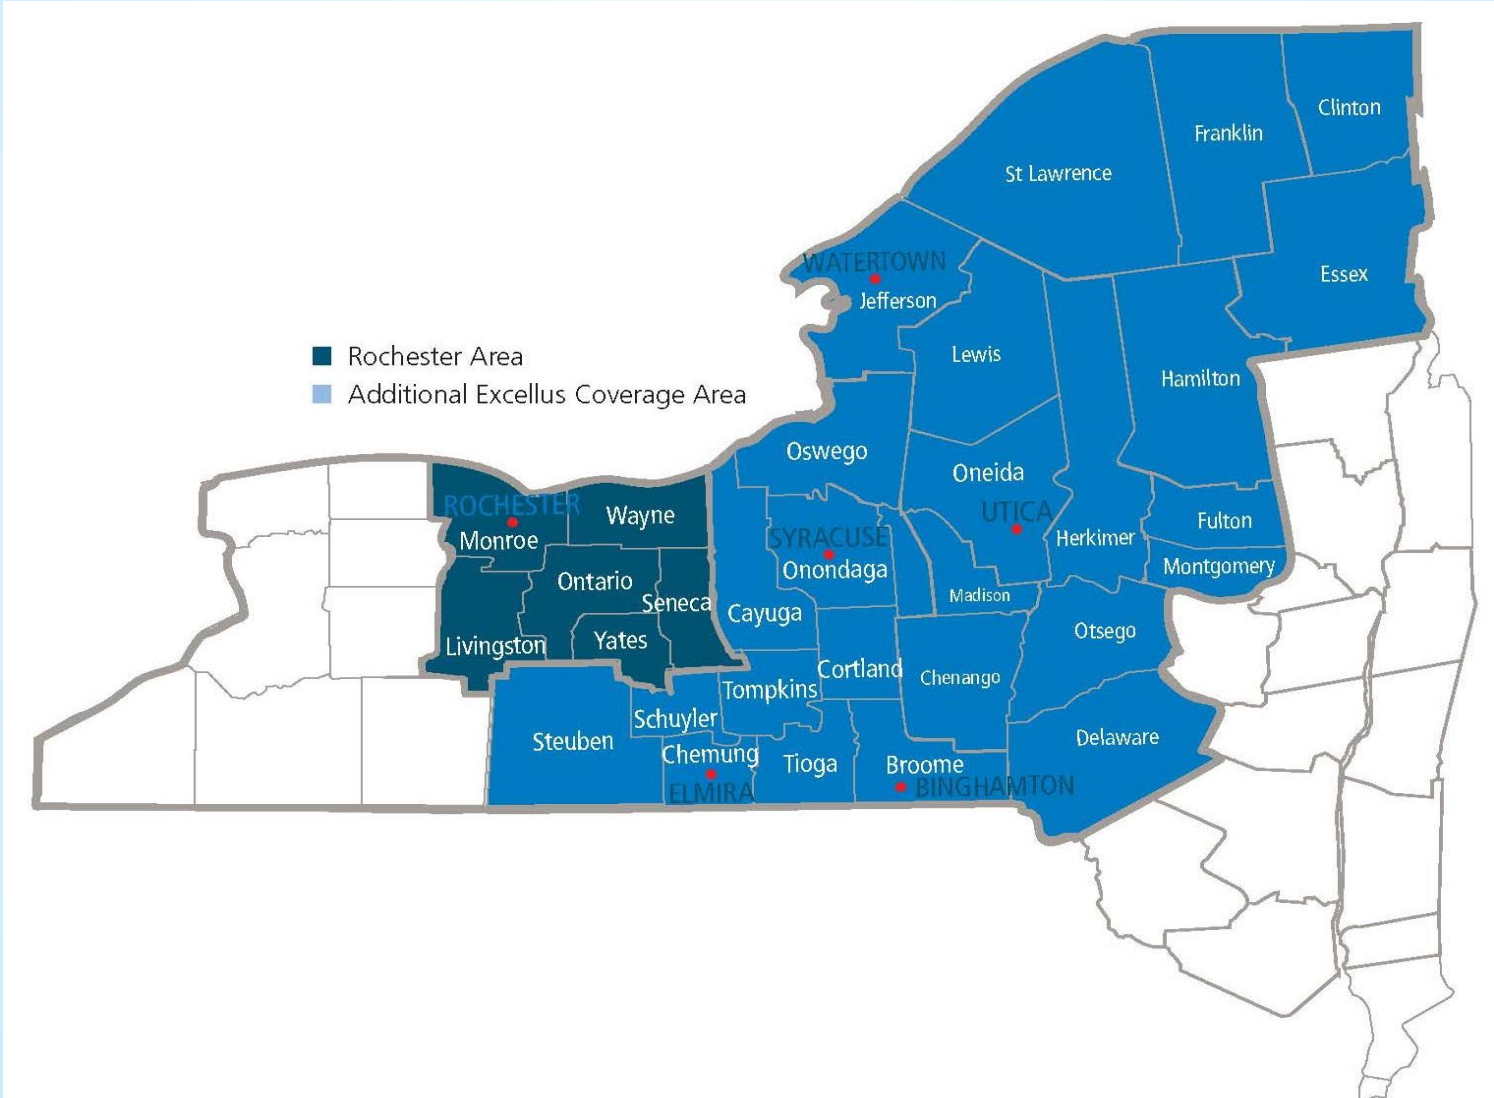 Clinton
Franklin
St Lawrence
WATERTOWN
Essex
Jefferson
Rochester Area
Lewis
Hamilton
Additional Excellus Coverage Area
Oswego
Oneida
ROCHESTER
Wayne
UTICA
Fulton
Monroe
SYRACUSE
Herkimer
Onondaga
Montgomery
Ontario
Seneca
Madison
Cayuga
Otsego
Livingston
Yates
Cortland
Chenango
Tompkins
Schuyler
Steuben
Delaware
Chemung
Tioga
Broome
ELMIRA
BINGHAMTON